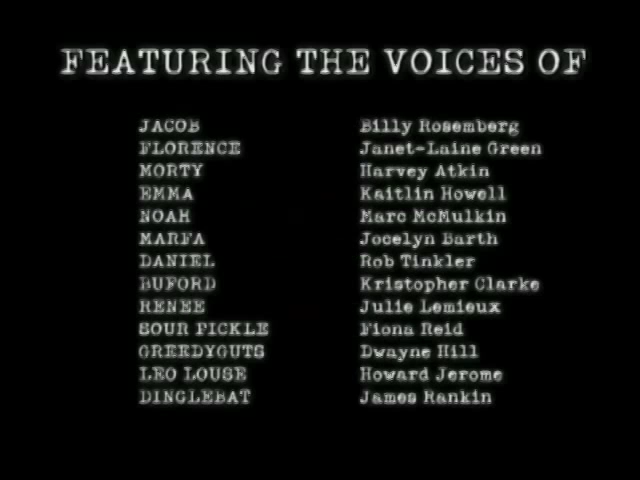 FEATURING THE VOICES OF
JACOB Billy Rosemberg
FLORENCE Janet-Laine Green
MORTY Harvey Atkin
EMMA Kaitlin Howell
NOAH Marc McMulkin
MARFA Jocelyn Barth
DANIEL Rob Tinkler
BUFORD Kristopher Clarke
RENEE Julie Lemieux
SOUR PICKLE Fiona Reid
GREEDYGUTS Dwayne Hill
LEO LOUSE Howard Jerome
DINGLEBAT James Rankin